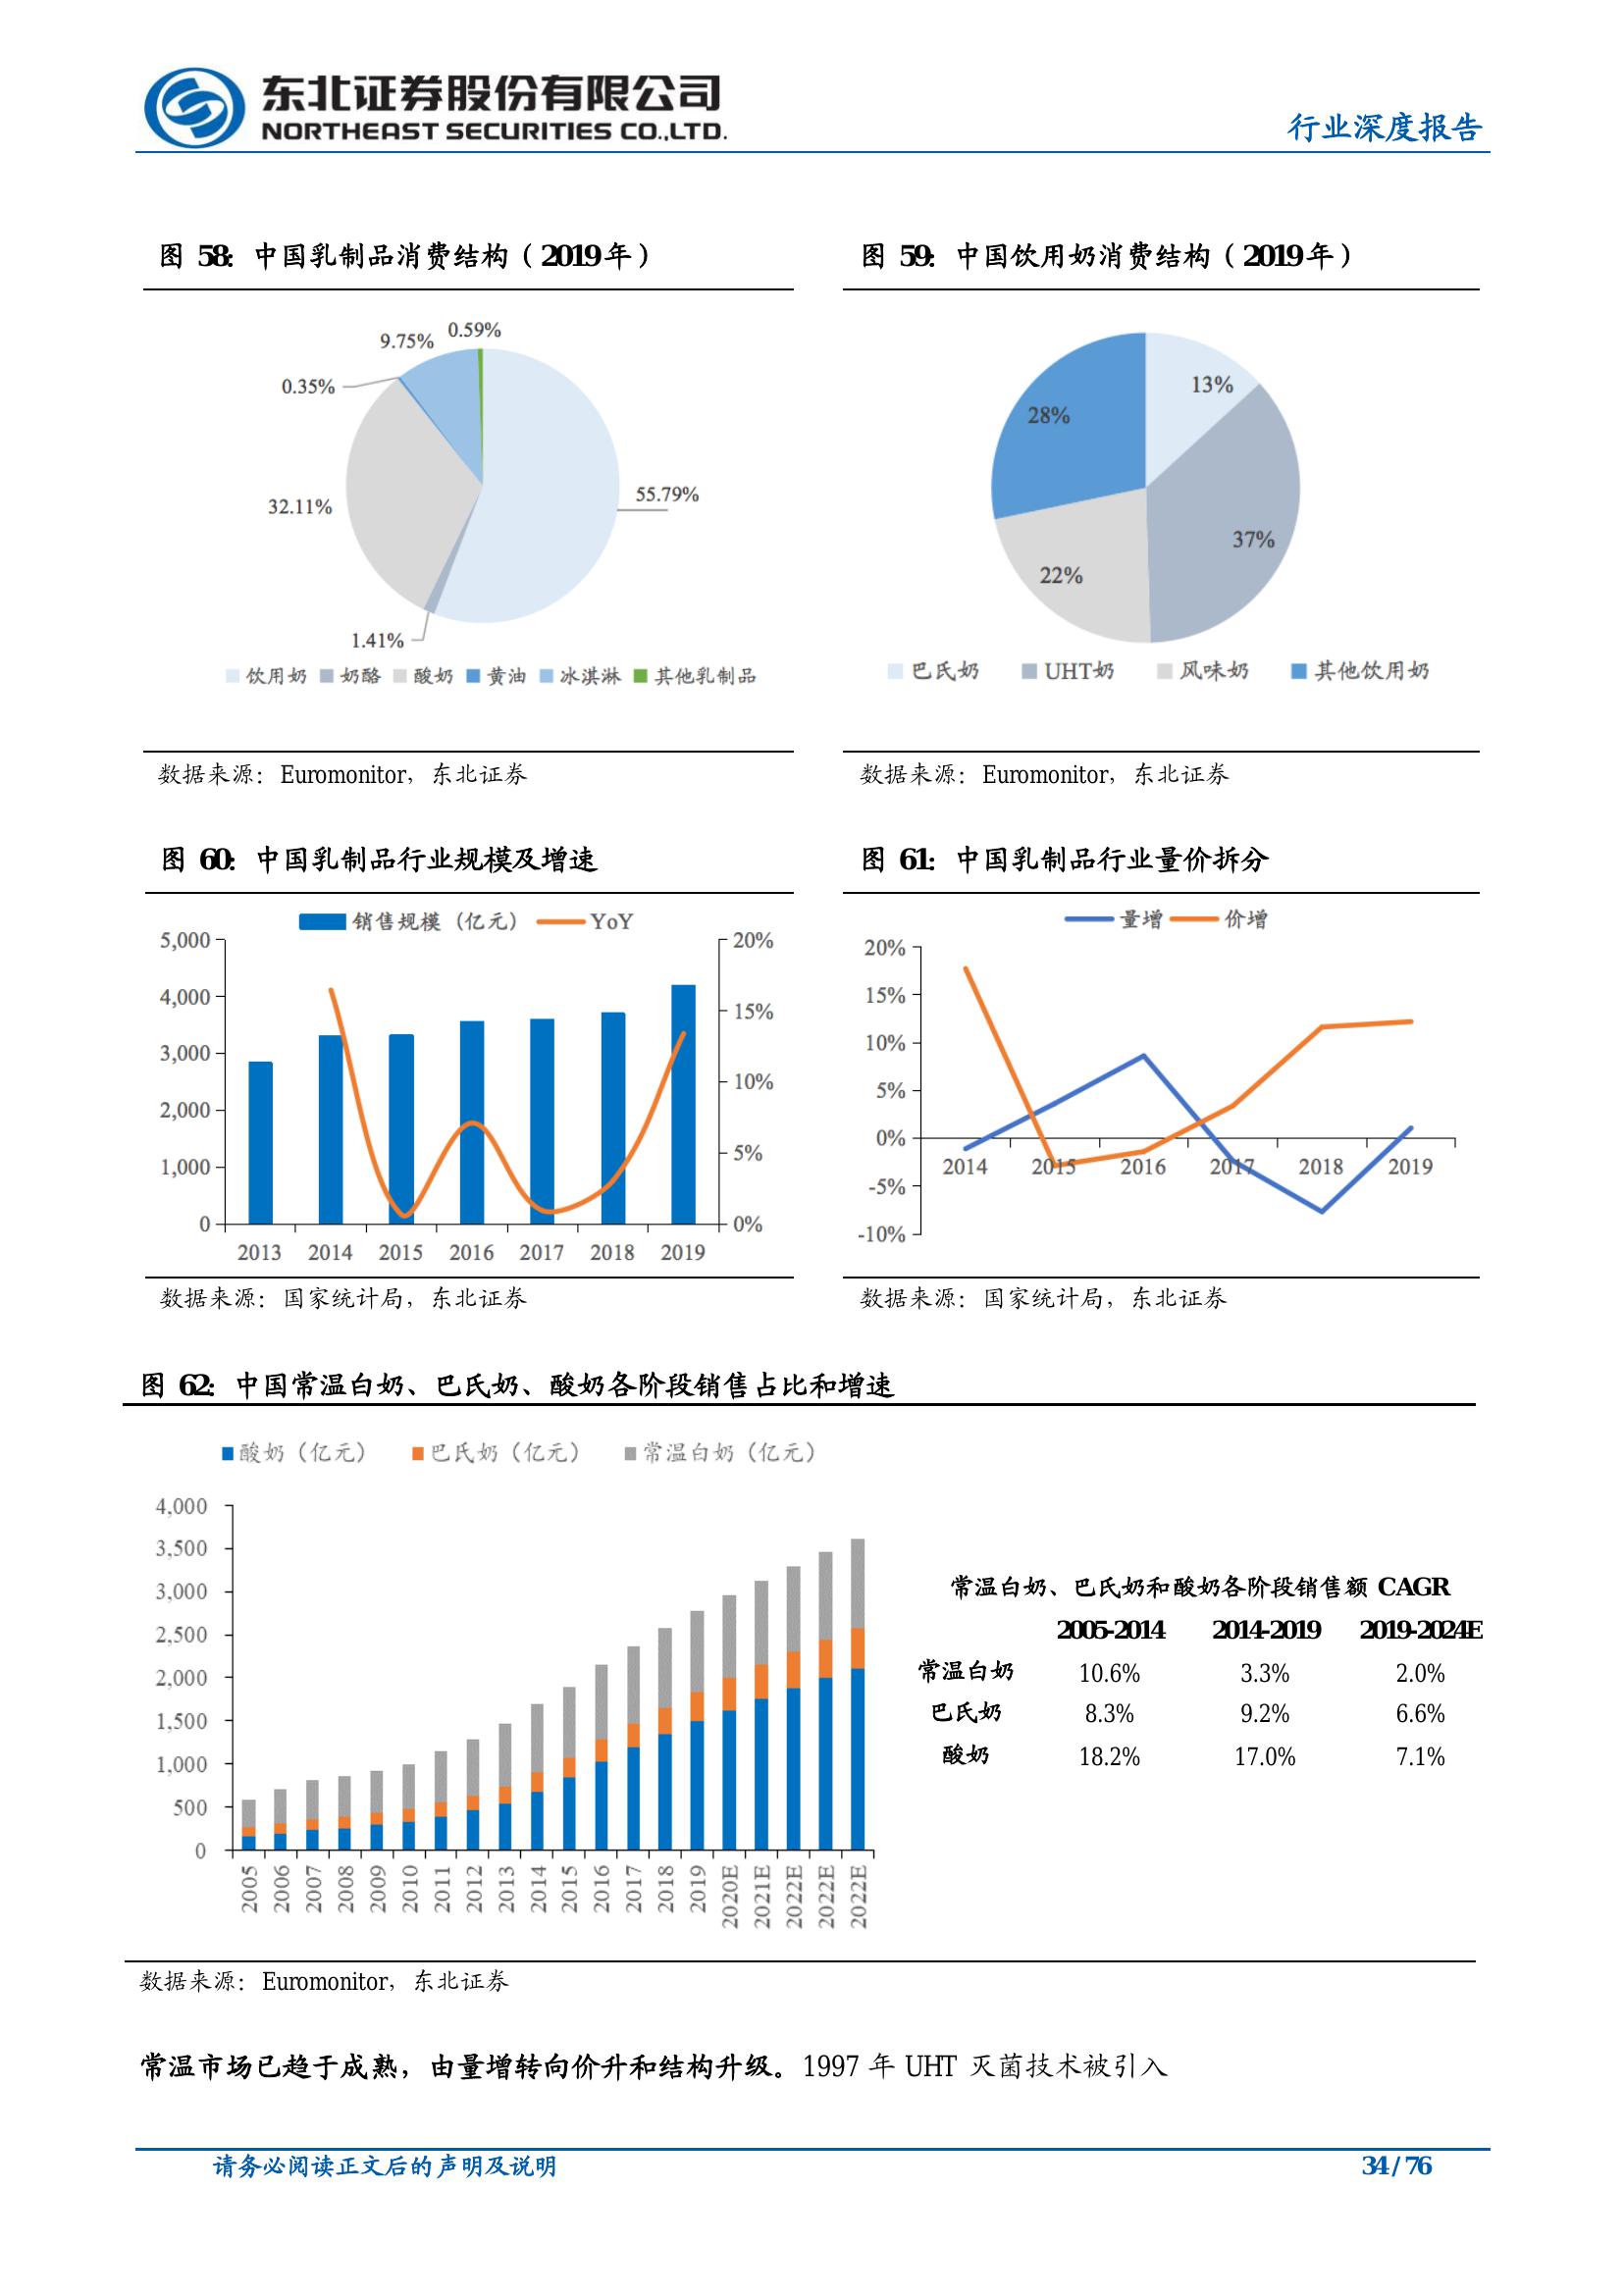 东北证券股份有限公司
NORTHEAST SECURITIES CO.,LTD.
行业深度报告
图 58：中国乳制品消费结构（2019年）
0.59%
9.75%
0.35%
55.79%
32.11%
1.41%
饮用奶 奶酪 酸奶 黄油 冰淇淋 其他乳制品
数据来源：Euromonitor，东北证券
图 59：中国饮用奶消费结构（2019年）
13%
28%
37%
22%
巴氏奶 UHT奶 风味奶 其他饮用奶
数据来源：Euromonitor，东北证券
图 60：中国乳制品行业规模及增速
销售规模（亿元） YoY
5,000 20%
4,000 15%
3,000 10%
2,000 5%
1,000
0 0%
2013 2014 2015 2016 2017 2018 2019
数据来源：国家统计局，东北证券
图 61：中国乳制品行业量价拆分
量增 价增
20%
15%
10%
5%
0%
2014 2015 2016 2017 2018 2019
-5%
-10%
数据来源：国家统计局，东北证券
图 62：中国常温白奶、巴氏奶、酸奶各阶段销售占比和增速
酸奶（亿元） 巴氏奶（亿元） 常温白奶（亿元）
4,000
3,500
3,000
2,500
2,000
1,500
1,000
500
0
2005 2006 2007 2008 2009 2010 2011 2012 2013 2014 2015 2016 2017 2018 2019 2020E 2021E 2022E 2022E 2022E
常温白奶、巴氏奶和酸奶各阶段销售额 CAGR
2005-2014 2014-2019 2019-2024E
常温白奶 10.6% 3.3% 2.0%
巴氏奶 8.3% 9.2% 6.6%
酸奶 18.2% 17.0% 7.1%
数据来源：Euromonitor，东北证券
常温市场已趋于成熟，由量增转向价升和结构升级。1997 年 UHT 灭菌技术被引入
请务必阅读正文后的声明及说明
34 / 76